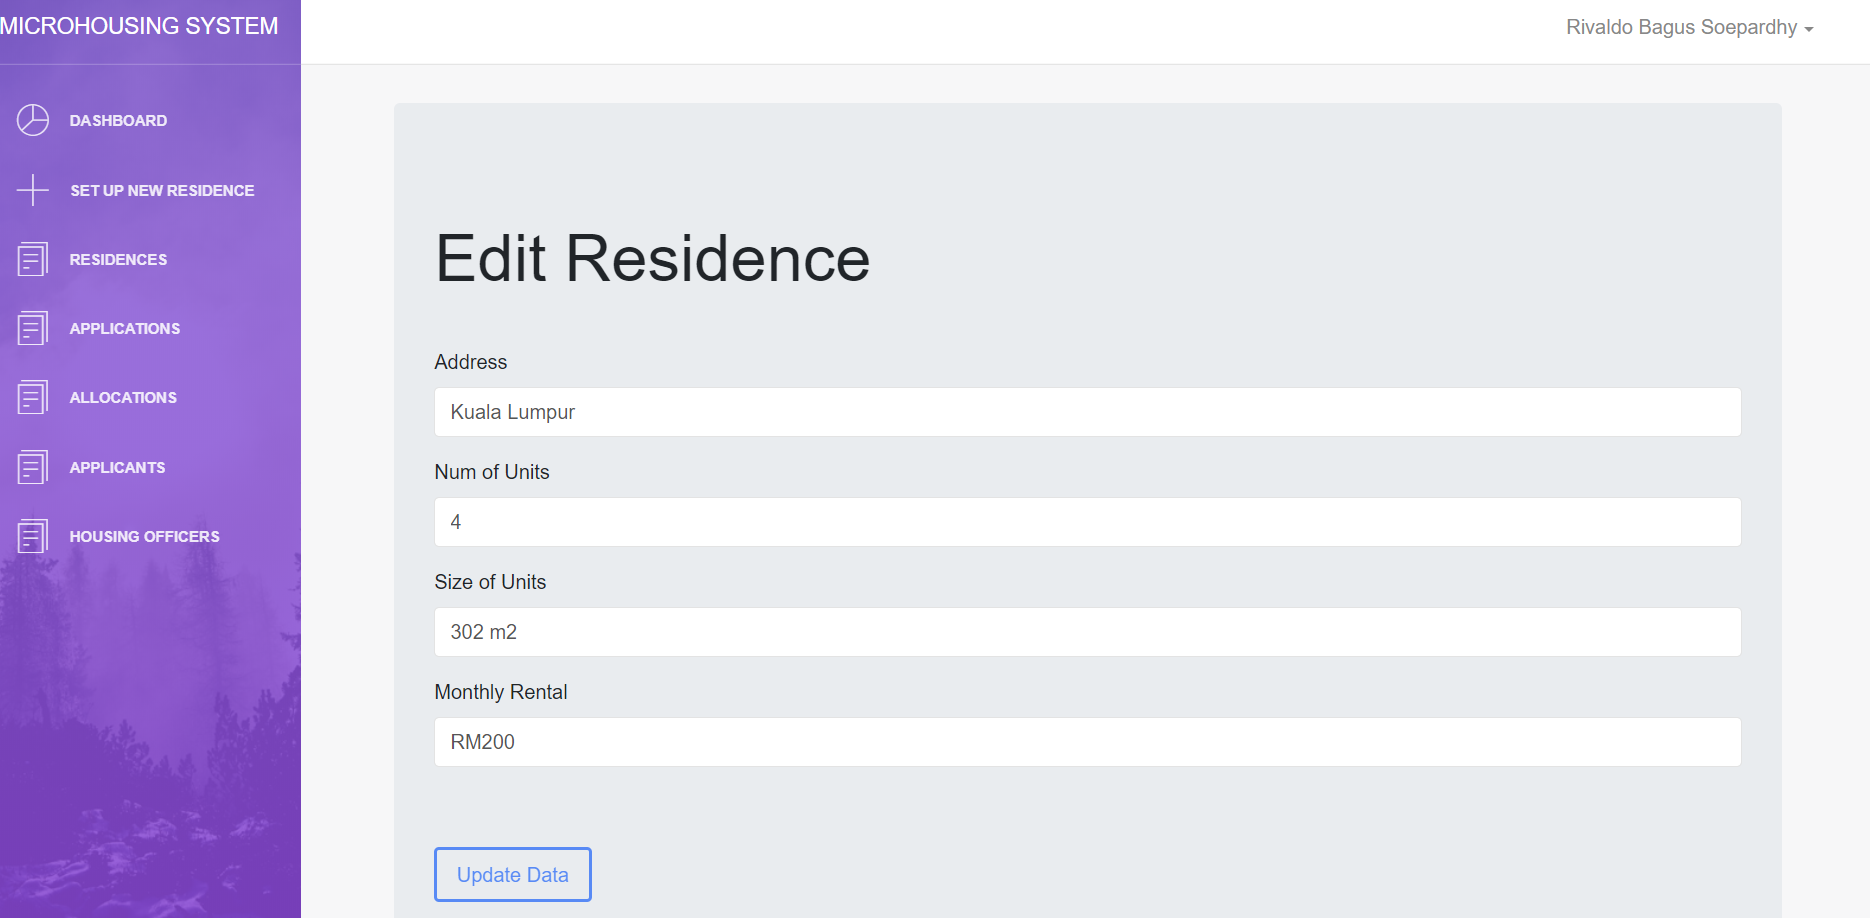 MICROHOUSING SYSTEM
Rivaldo Bagus Soepardhy
DASHBOARD
SET UP NEW RESIDENCE
RESIDENCES
APPLICATIONS
ALLOCATIONS
APPLICANTS
HOUSING OFFICERS
Edit Residence
Address
Kuala Lumpur
Num of Units
4
Size of Units
302 m2
Monthly Rental
RM200
Update Data